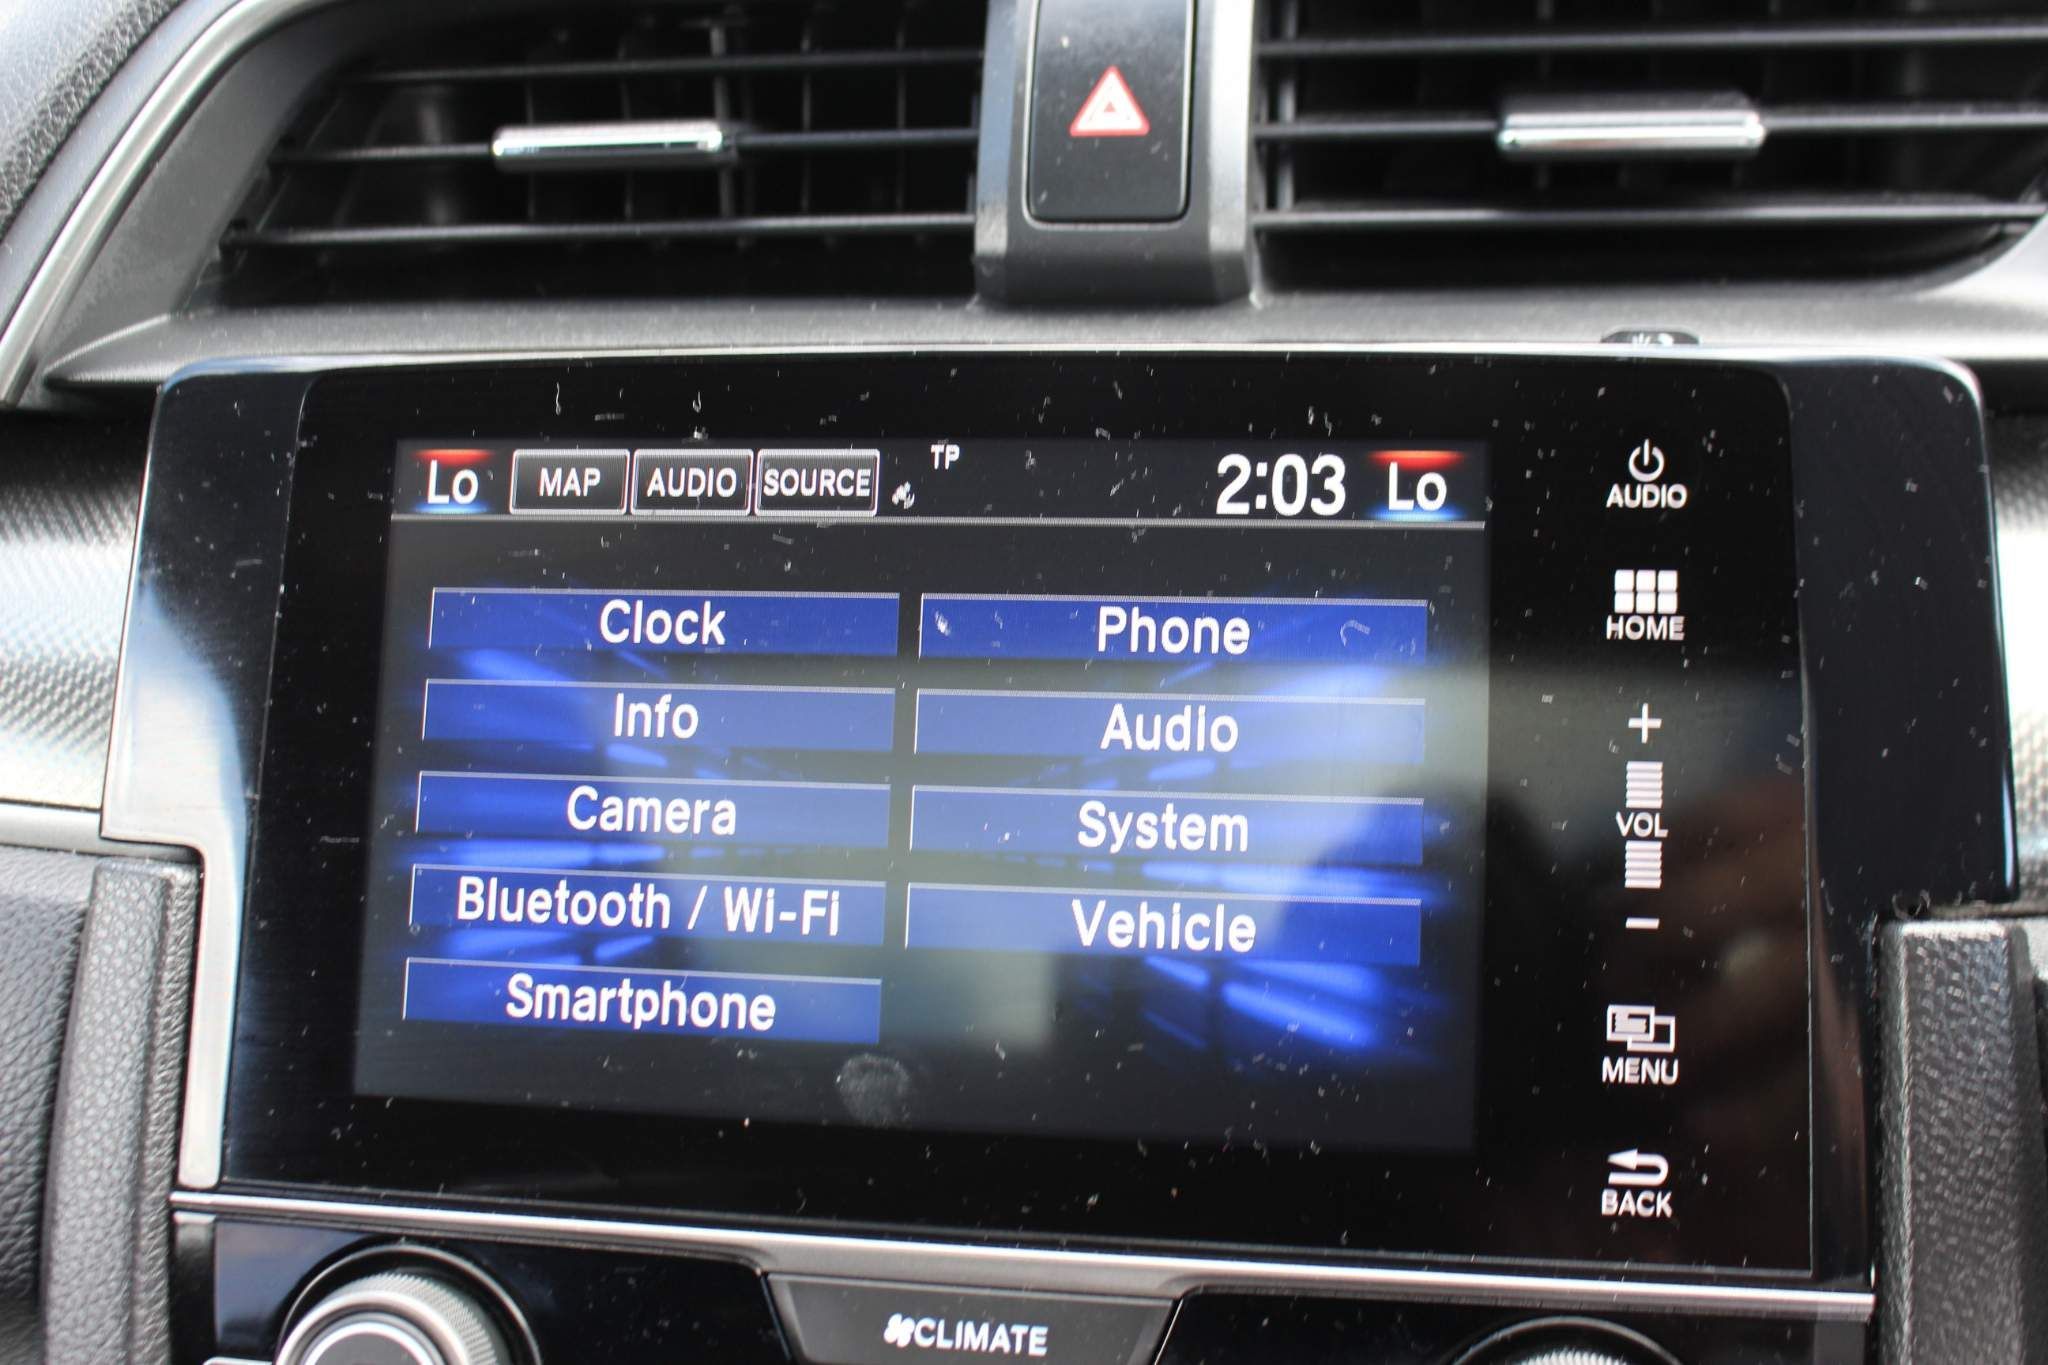 Lo MAP AUDIO SOURCE TP 2:03 Lo
AUDIO
HOME
Clock
Phone
Info
Audio
Camera
System
Bluetooth / Wi-Fi
Vehicle
Smartphone
+
VOL
−
MENU
BACK
CLIMATE